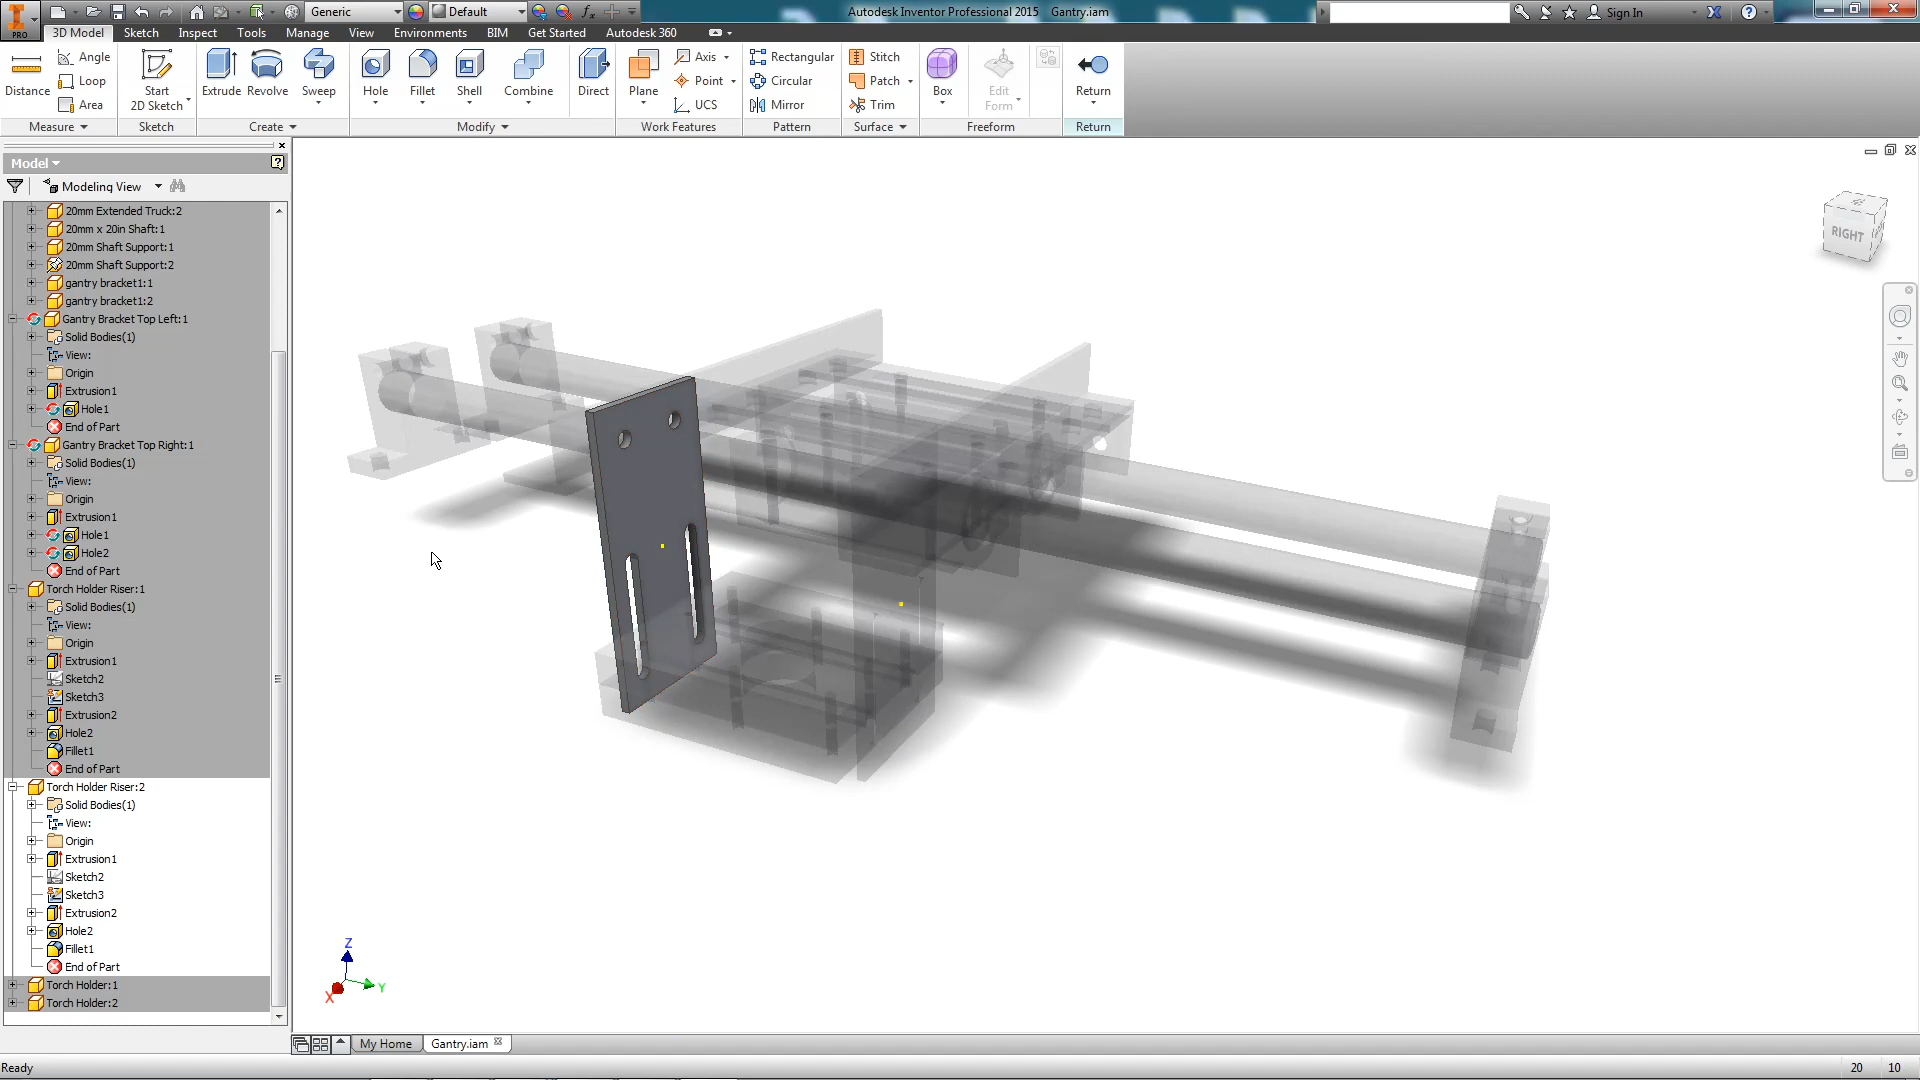 PRO
Generic
Default
Autodesk Inventor Professional 2015 Gantry.iam
Sign In
3D Model Sketch Inspect Tools Manage View Environments BIM Get Started Autodesk 360
Distance
Angle
Loop
Area
Measure
Start
2D Sketch
Sketch
Extrude Revolve Sweep
Create
Hole Fillet Shell Combine Direct
Modify
Plane
Axis
Point
UCS
Work Features
Rectangular
Circular
Mirror
Pattern
Stitch
Patch
Trim
Surface
Box
Edit
Form
Freeform
Return
Return
Model
Modeling View
20mm Extended Truck:2
20mm x 20in Shaft:1
20mm Shaft Support:1
20mm Shaft Support:2
gantry bracket1:1
gantry bracket1:2
Gantry Bracket Top Left:1
Solid Bodies(1)
View:
Origin
Extrusion1
Hole1
End of Part
Gantry Bracket Top Right:1
Solid Bodies(1)
View:
Origin
Extrusion1
Hole1
Hole2
End of Part
Torch Holder Riser:1
Solid Bodies(1)
View:
Origin
Extrusion1
Sketch2
Sketch3
Extrusion2
Hole2
Fillet1
End of Part
Torch Holder Riser:2
Solid Bodies(1)
View:
Origin
Extrusion1
Sketch2
Sketch3
Extrusion2
Hole2
Fillet1
End of Part
Torch Holder:1
Torch Holder:2
RIGHT
Z
Y
X
My Home
Gantry.iam
Ready
20 10